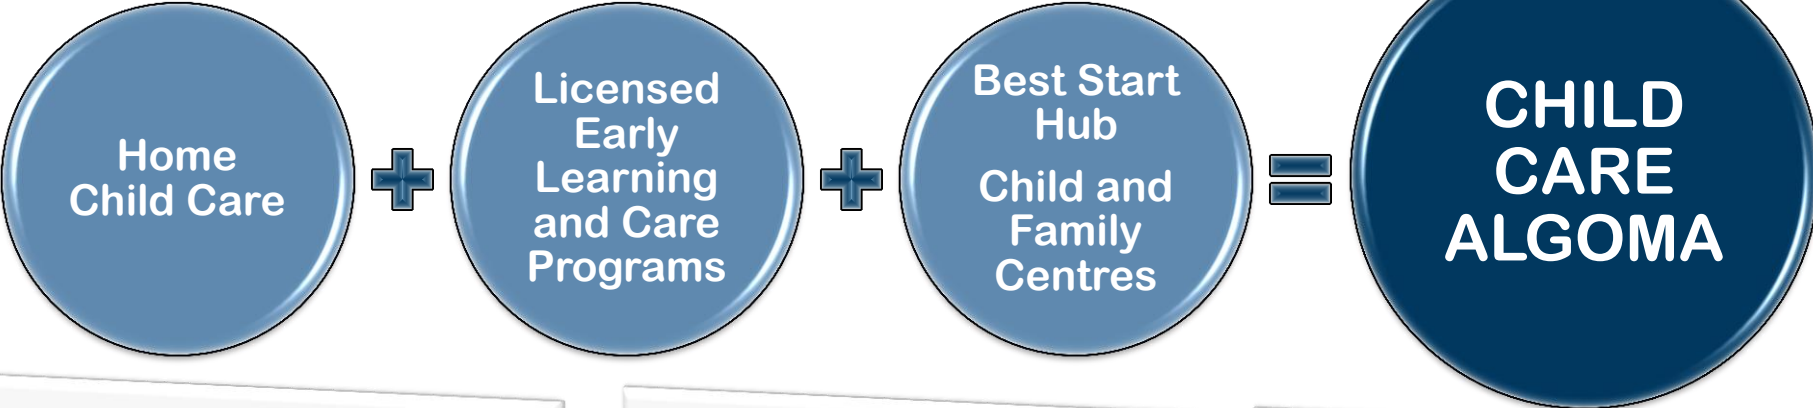 Home
Child Care
Licensed
Early
Learning
and Care
Programs
Best Start
Hub
Child and
Family
Centres
CHILD
CARE
ALGOMA